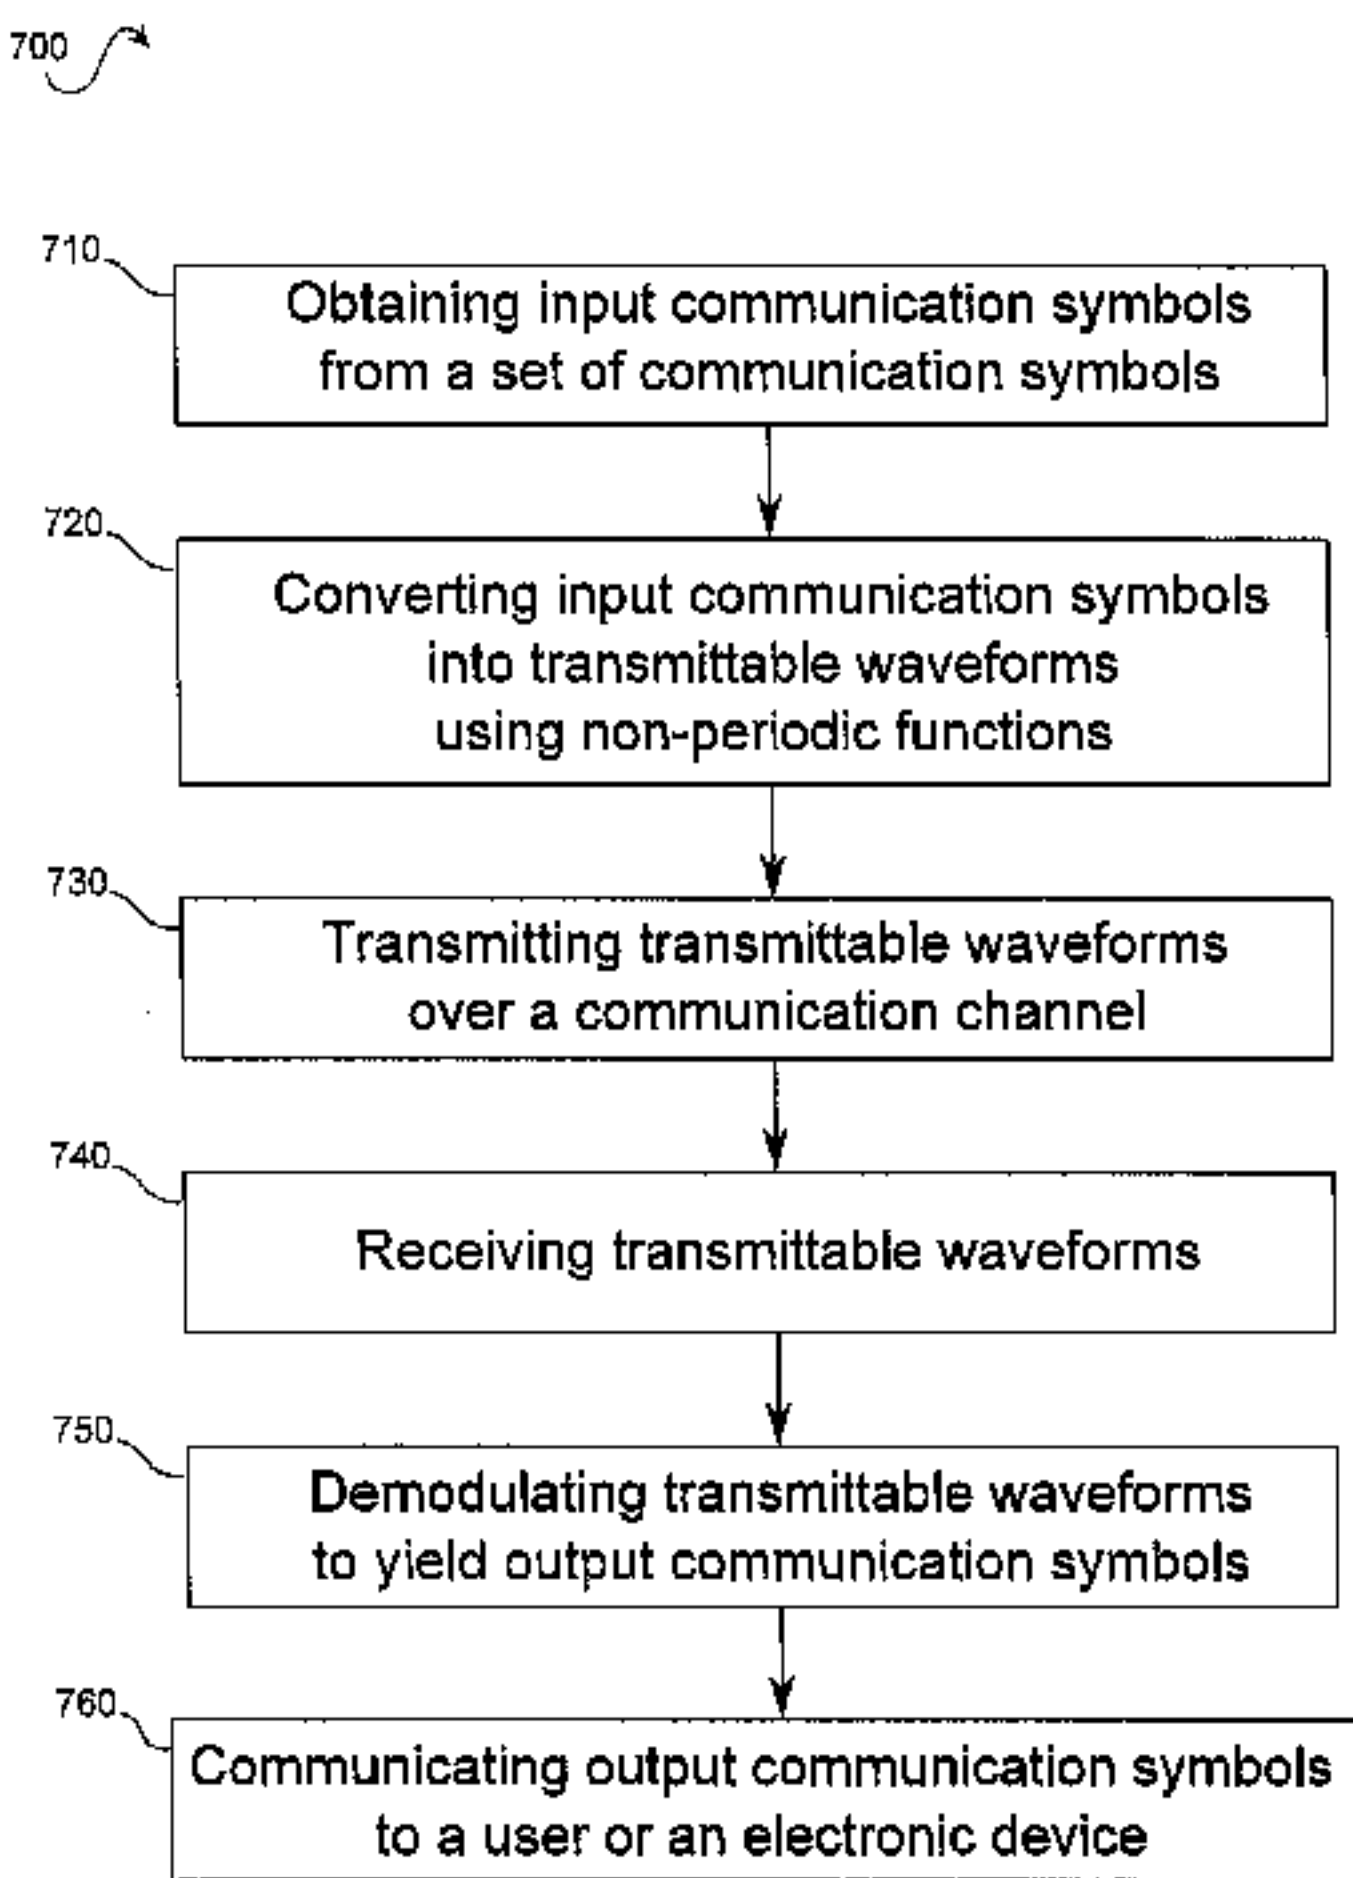 700
710
Obtaining input communication symbols
from a set of communication symbols
720
Converting input communication symbols
into transmittable waveforms
using non-periodic functions
730
Transmitting transmittable waveforms
over a communication channel
740
Receiving transmittable waveforms
750
Demodulating transmittable waveforms
to yield output communication symbols
760
Communicating output communication symbols
to a user or an electronic device